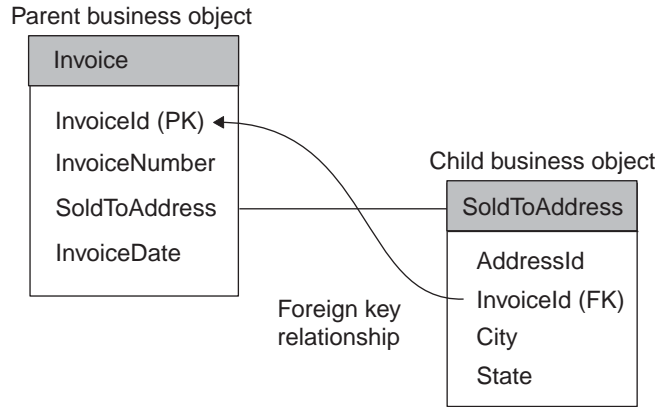 Parent business object
Invoice
InvoiceId (PK)
InvoiceNumber
SoldToAddress
InvoiceDate
Child business object
SoldToAddress
AddressId
InvoiceId (FK)
City
State
Foreign key
relationship